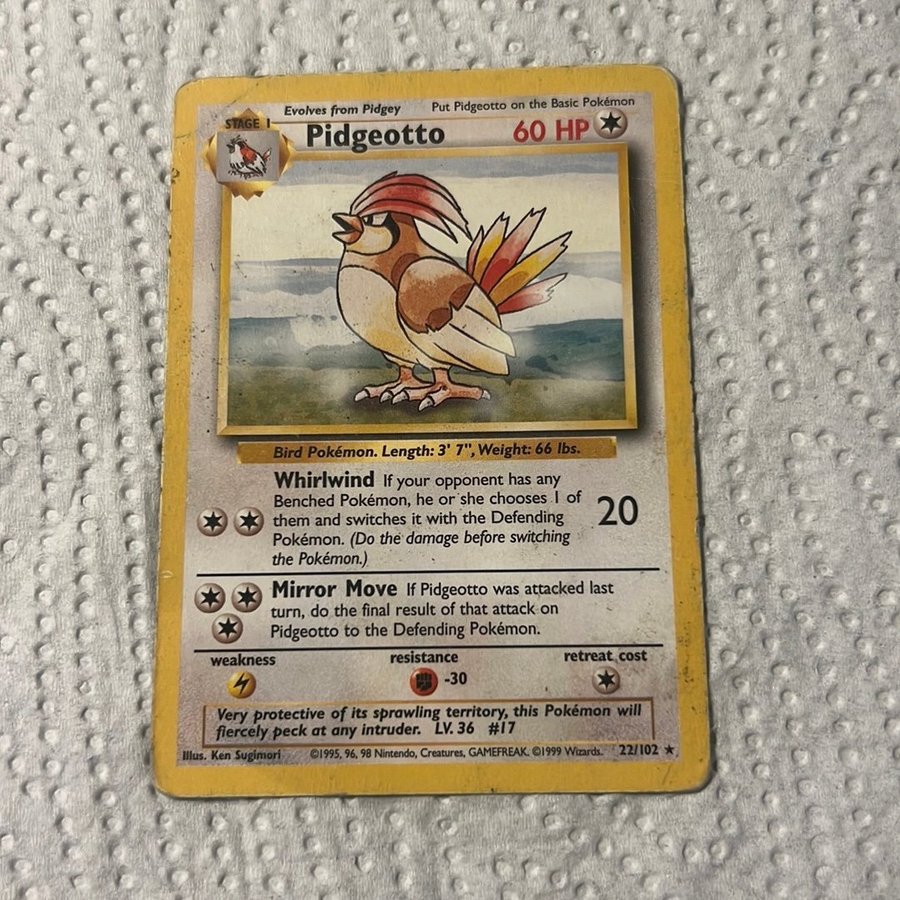 Evolves from Pidgey Put Pidgeotto on the Basic Pokémon
STAGE 1
Pidgeotto 60 HP
Bird Pokémon. Length: 3' 7", Weight: 66 lbs.
Whirlwind If your opponent has any
Benched Pokémon, he or she chooses 1 of
them and switches it with the Defending
Pokémon. (Do the damage before switching
the Pokémon.)
20
Mirror Move If Pidgeotto was attacked last
turn, do the final result of that attack on
Pidgeotto to the Defending Pokémon.
weakness resistance retreat cost
-30
Very protective of its sprawling territory, this Pokémon will
fiercely peck at any intruder. LV. 36 #17
Illus. Ken Sugimori ©1995, 96, 98 Nintendo, Creatures, GAMEFREAK. ©1999 Wizards. 22/102 ★